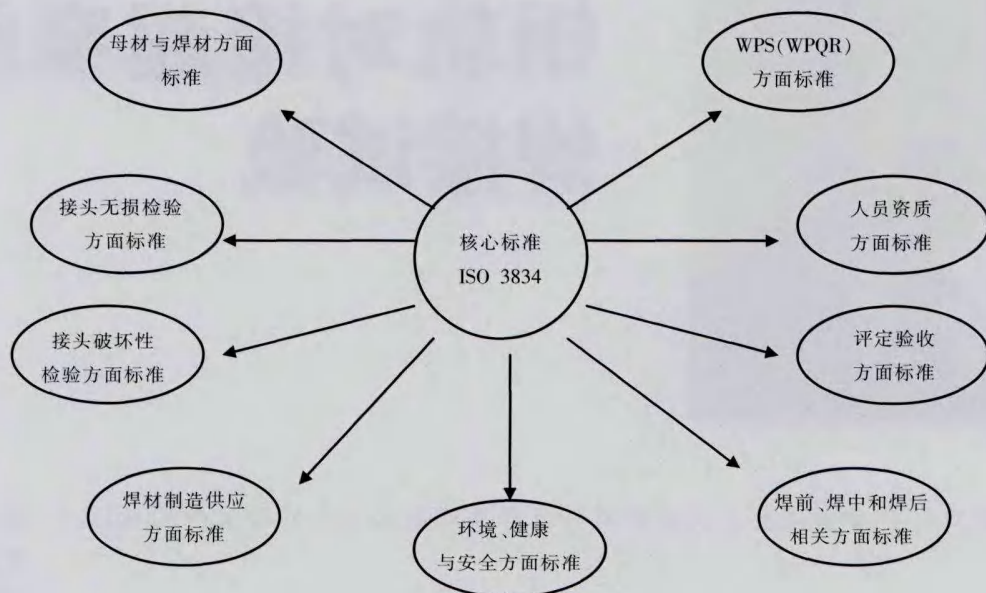 母材与焊材方面
标准
WPS(WPQR)
方面标准
接头无损检验
方面标准
核心标准
ISO 3834
人员资质
方面标准
接头破坏性
检验方面标准
评定验收
方面标准
焊材制造供应
方面标准
环境、健康
与安全方面标准
焊前、焊中和焊后
相关方面标准